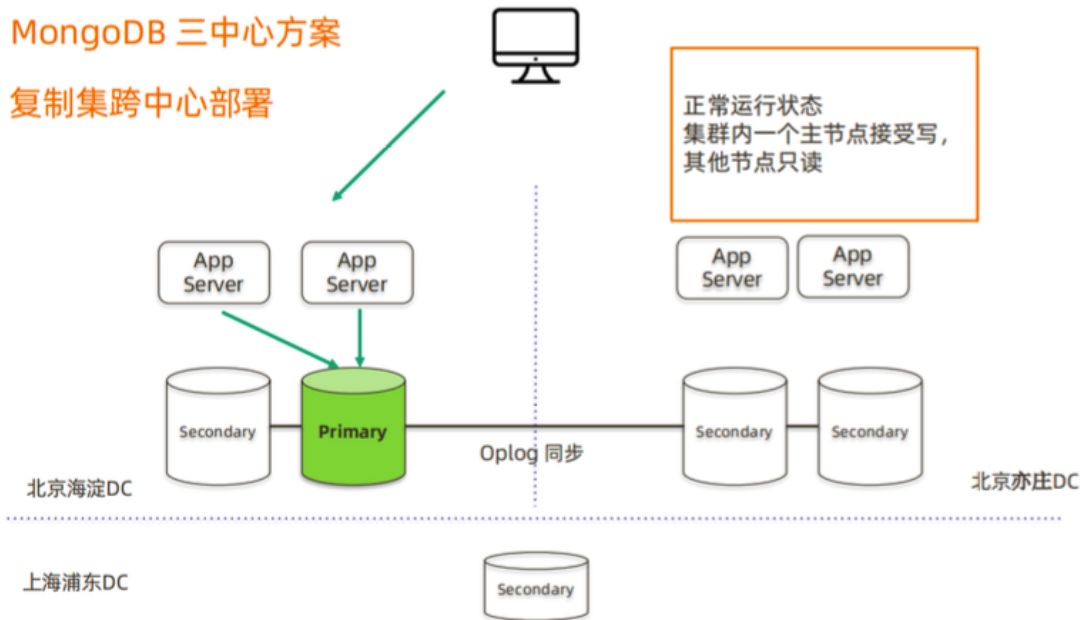 MongoDB 三中心方案
复制集跨中心部署
正常运行状态
集群内一个主节点接受写，
其他节点只读
App
Server
App
Server
App
Server
App
Server
Secondary
Primary
Secondary
Secondary
Oplog 同步
北京海淀DC
北京亦庄DC
上海浦东DC
Secondary